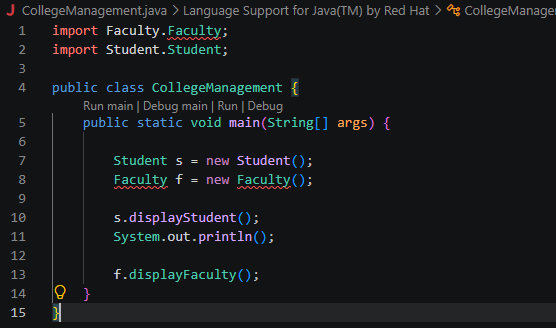 CollegeManagement.java > Language Support for Java(TM) by Red Hat > CollegeManagemen
1 import Faculty.Faculty;
2 import Student.Student;
3
4 public class CollegeManagement {
Run main | Debug main | Run | Debug
5 public static void main(String[] args) {
6
7 Student s = new Student();
8 Faculty f = new Faculty();
9
10 s.displayStudent();
11 System.out.println();
12
13 f.displayFaculty();
14 }
15 }